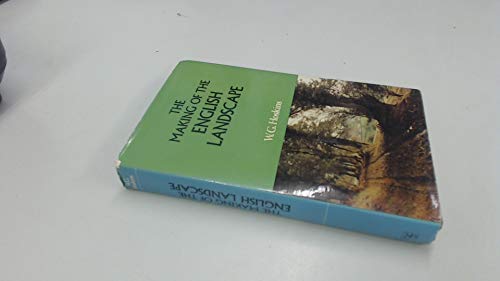 THE
MAKING OF THE
ENGLISH
LANDSCAPE
W.G. Hoskins
THE MAKING OF THE
ENGLISH LANDSCAPE